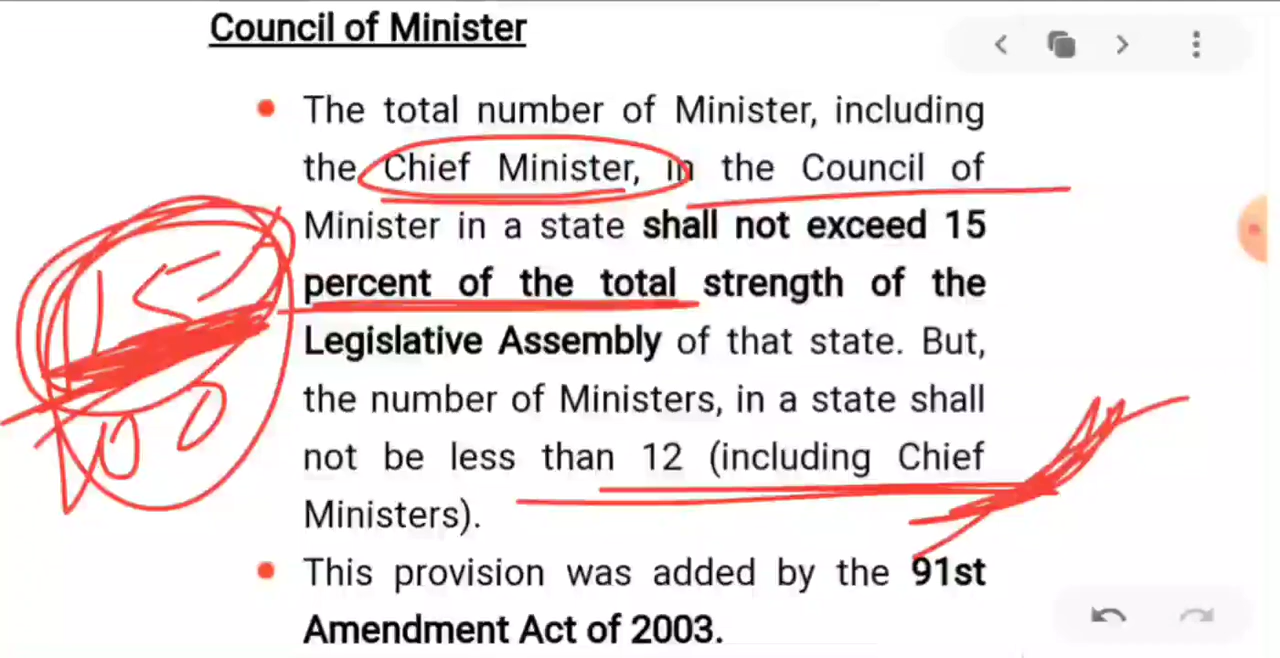 Council of Minister
The total number of Minister, including
the Chief Minister, in the Council of
Minister in a state shall not exceed 15
percent of the total strength of the
Legislative Assembly of that state. But,
the number of Ministers, in a state shall
not be less than 12 (including Chief
Ministers).
This provision was added by the 91st
Amendment Act of 2003.
15
100